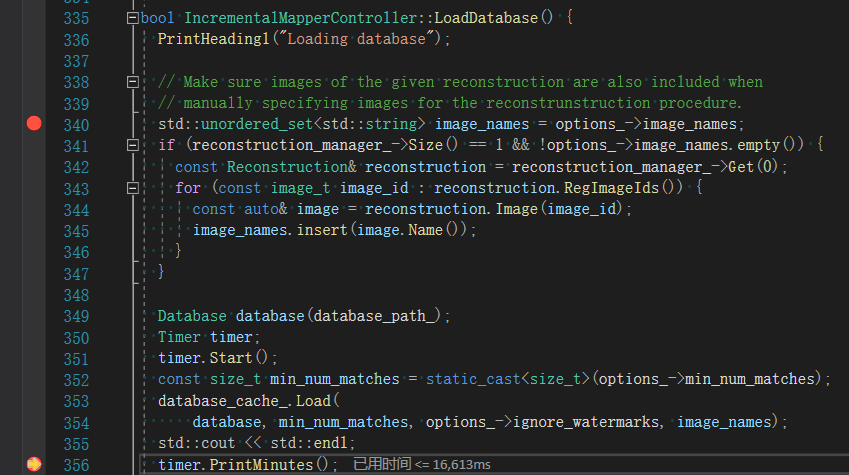 335 bool IncrementalMapperController::LoadDatabase() {
336 PrintHeading1("Loading database");
337
338 // Make sure images of the given reconstruction are also included when
339 // manually specifying images for the reconstrunstruction procedure.
340 std::unordered_set<std::string> image_names = options_->image_names;
341 if (reconstruction_manager_->Size() == 1 && !options_->image_names.empty()) {
342 const Reconstruction& reconstruction = reconstruction_manager_->Get(0);
343 for (const image_t image_id : reconstruction.RegImageIds()) {
344 const auto& image = reconstruction.Image(image_id);
345 image_names.insert(image.Name());
346 }
347 }
348
349 Database database(database_path_);
350 Timer timer;
351 timer.Start();
352 const size_t min_num_matches = static_cast<size_t>(options_->min_num_matches);
353 database_cache_.Load(
354 database, min_num_matches, options_->ignore_watermarks, image_names);
355 std::cout << std::endl;
356 timer.PrintMinutes(); 已用时间 <= 16,613ms